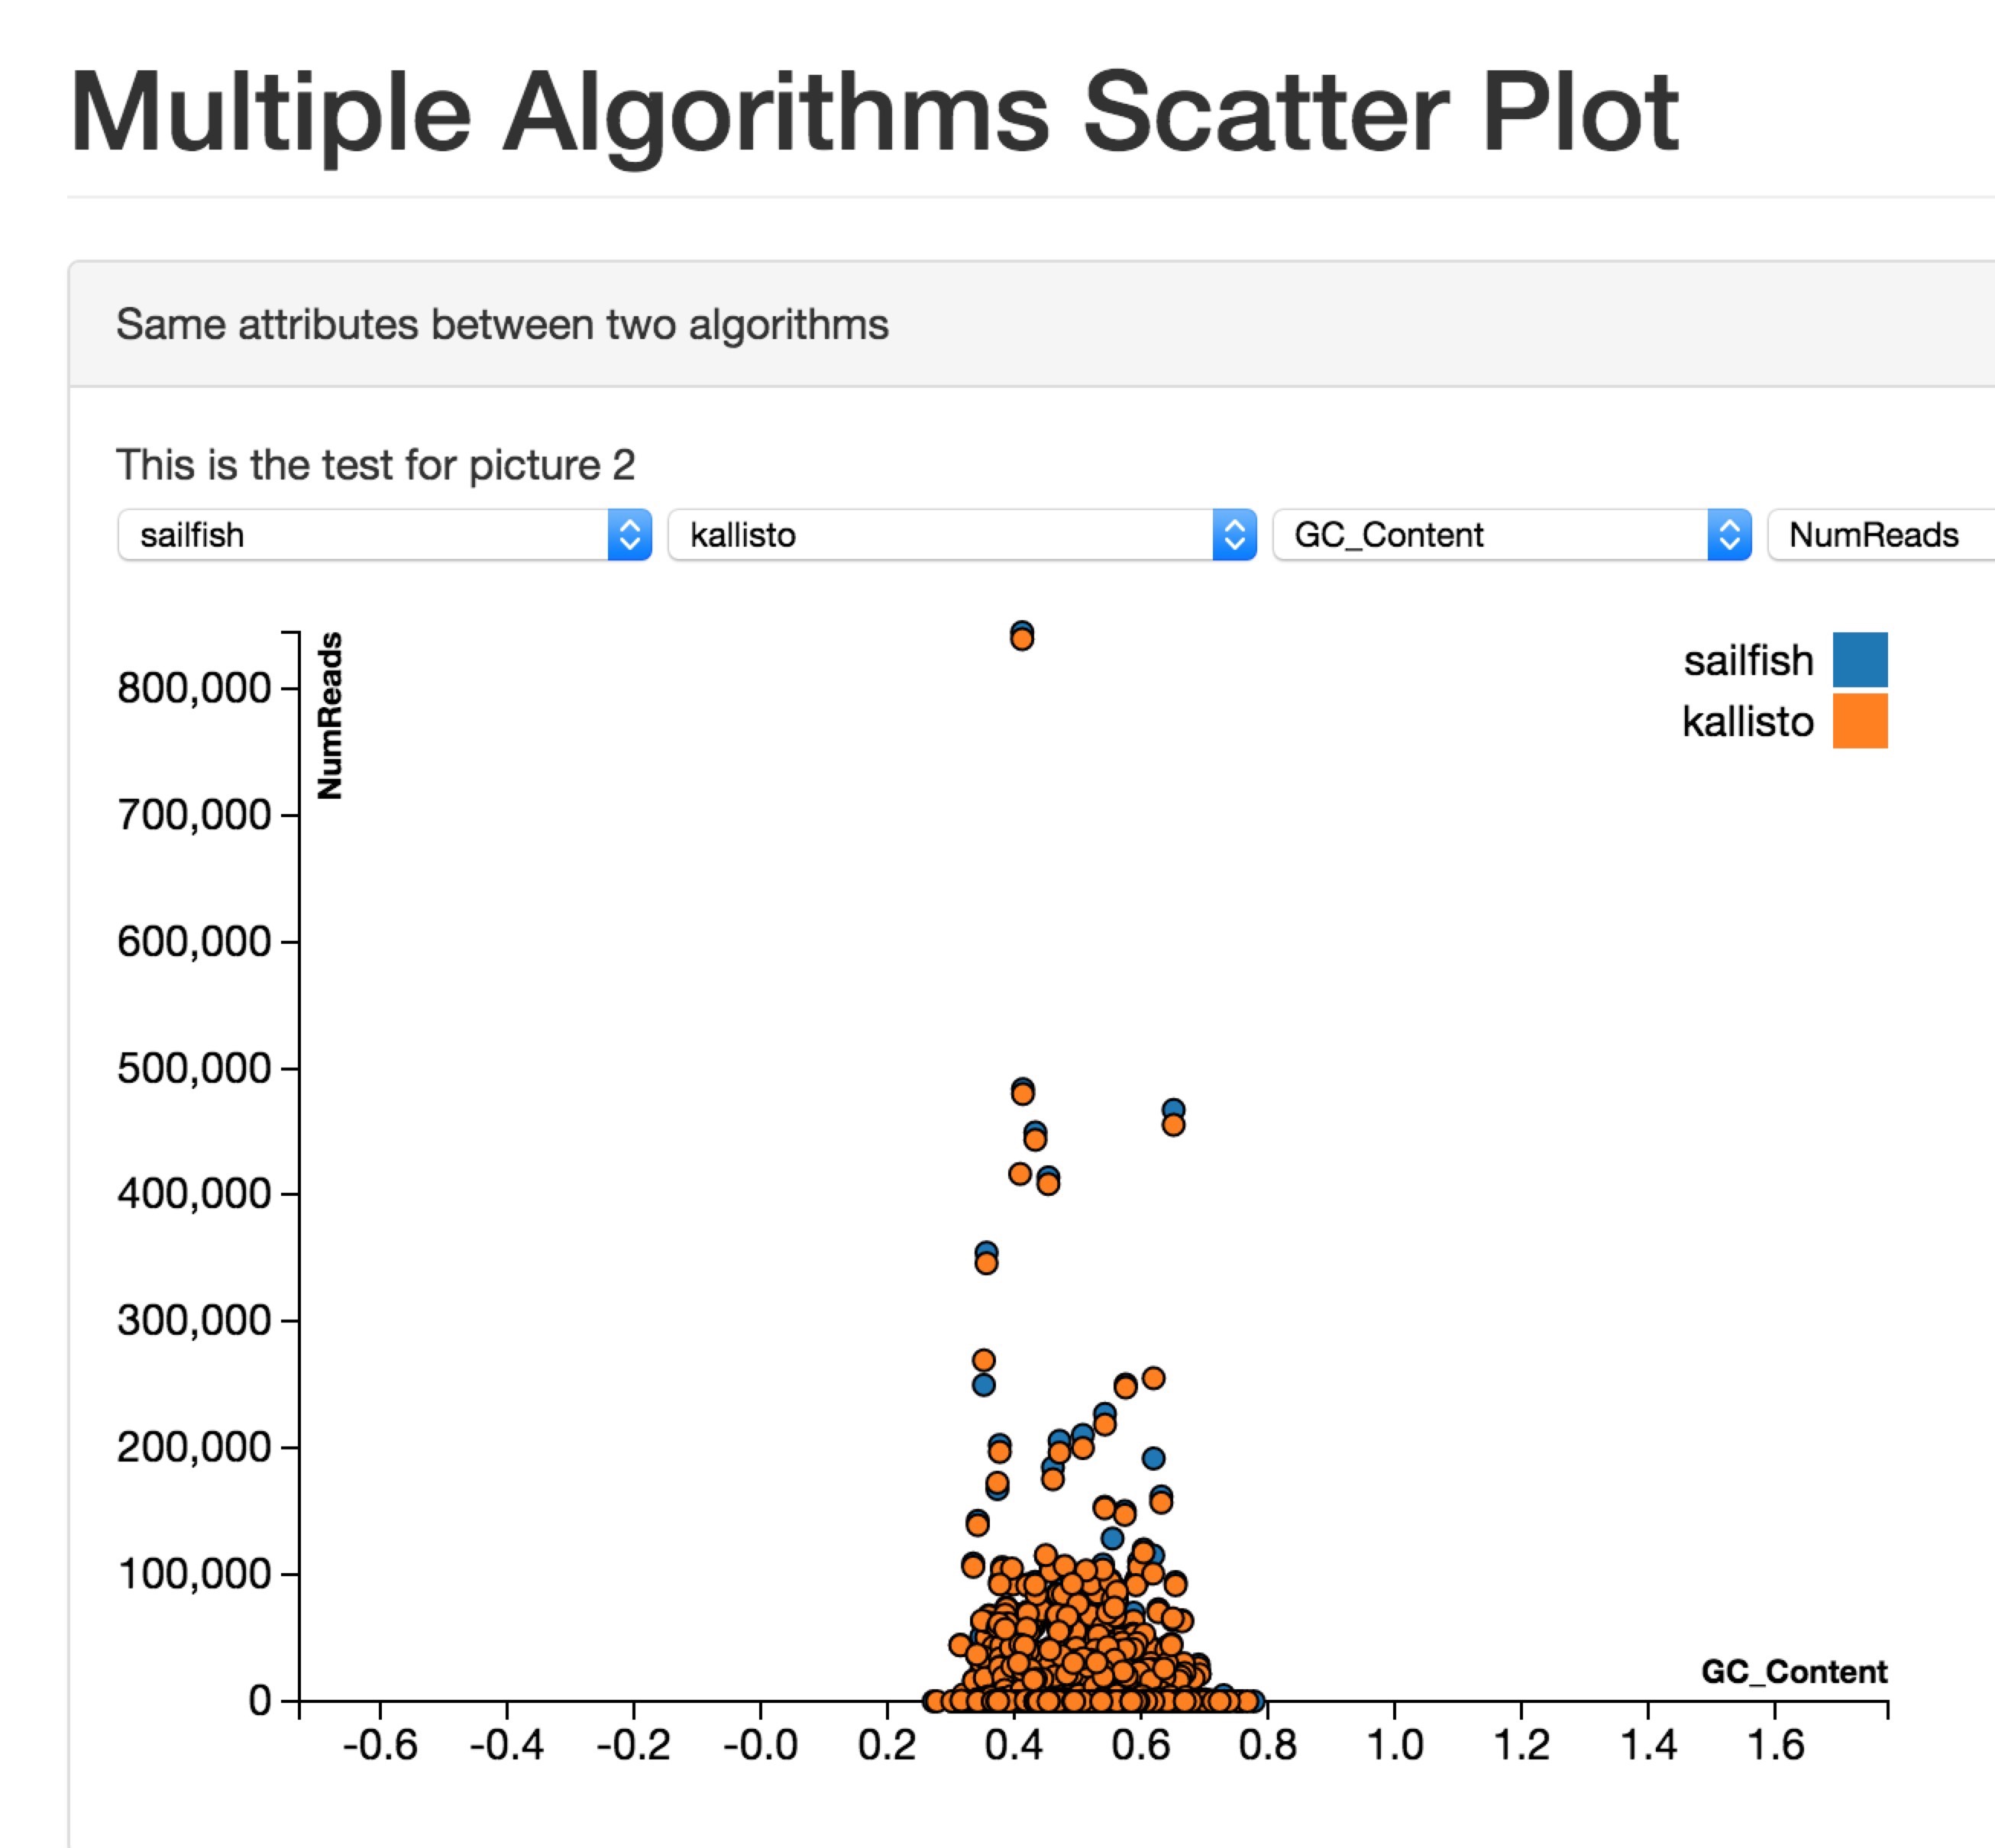 Multiple Algorithms Scatter Plot
Same attributes between two algorithms
This is the test for picture 2
sailfish kallisto GC_Content NumReads
NumReads
sailfish
kallisto
800,000
700,000
600,000
500,000
400,000
300,000
200,000
100,000
0
GC_Content
-0.6 -0.4 -0.2 -0.0 0.2 0.4 0.6 0.8 1.0 1.2 1.4 1.6